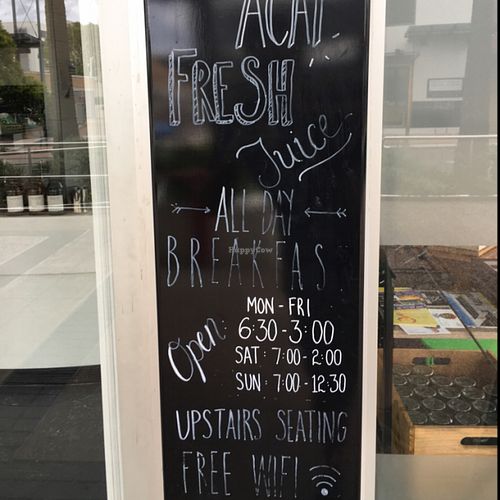 ACAI
FRESH
Juice
ALL DAY
BREAKFAST
HappyCow
MON - FRI
Open: 6:30 - 3:00
SAT : 7:00 - 2:00
SUN : 7:00 - 12:30
UPSTAIRS SEATING
FREE WIFI